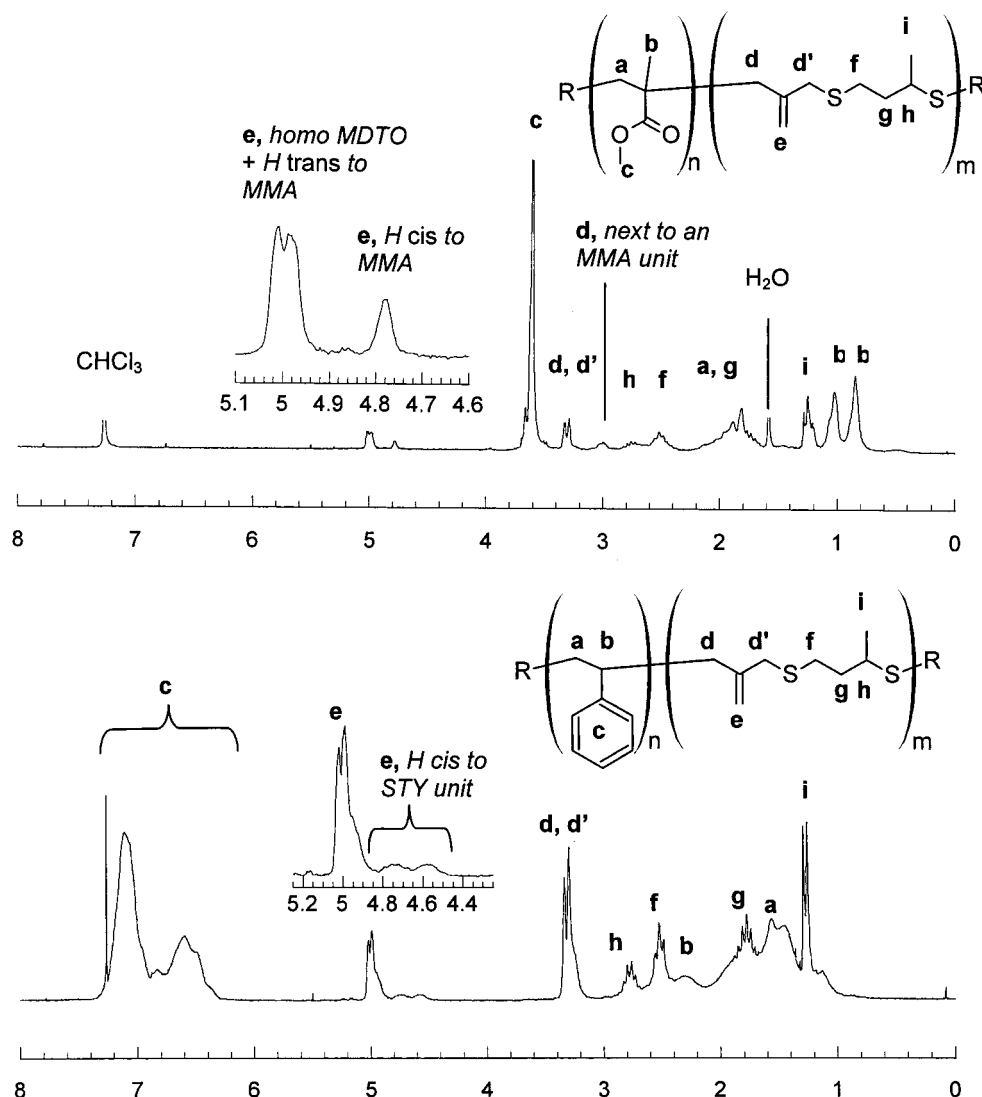 i
b
d
d'
f
a
R
S
S
R
g
h
c
O
O
e
c
n
m
e, homo MDTO
+ H trans to
MMA
e, H cis to
MMA
d, next to an
MMA unit
H2O
CHCl3
d, d'
h
f
a, g
i
b
b
5.1 5 4.9 4.8 4.7 4.6
8 7 6 5 4 3 2 1 0
i
a
b
d
d'
f
R
S
S
R
g
h
e
c
n
m
c
e
e, H cis to
STY unit
d, d'
h
f
b
g
a
i
5.2 5 4.8 4.6 4.4
8 7 6 5 4 3 2 1 0